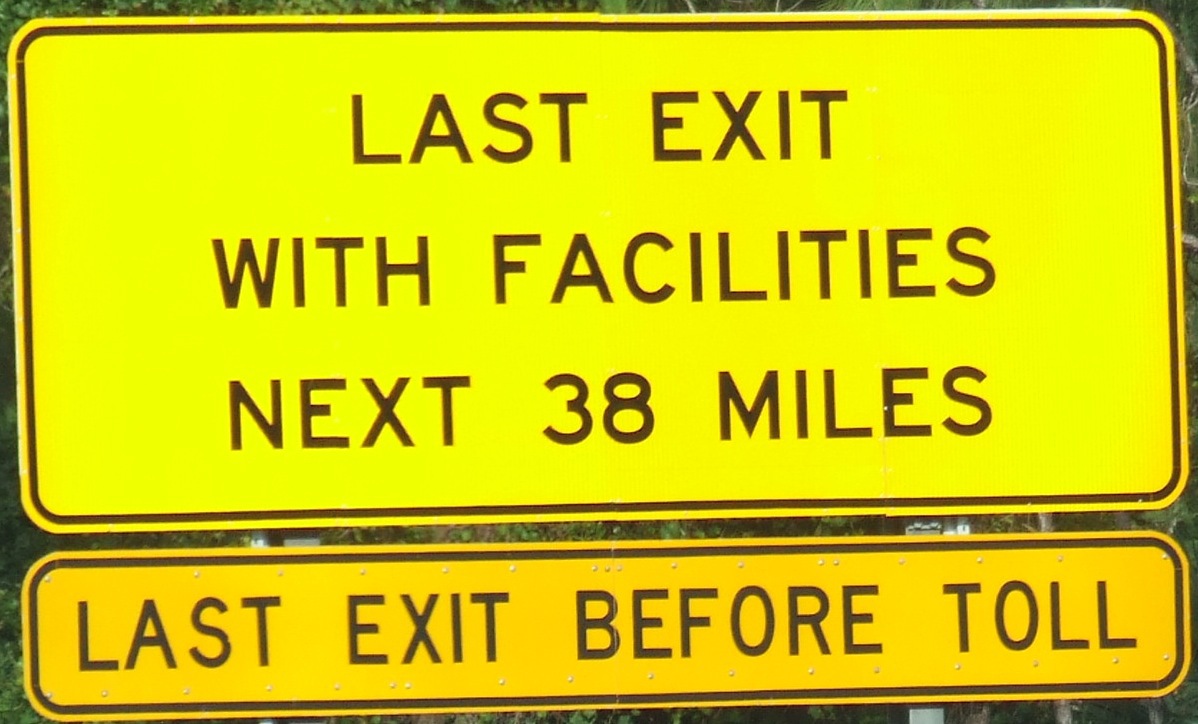 LAST EXIT
WITH FACILITIES
NEXT 38 MILES
LAST EXIT BEFORE TOLL